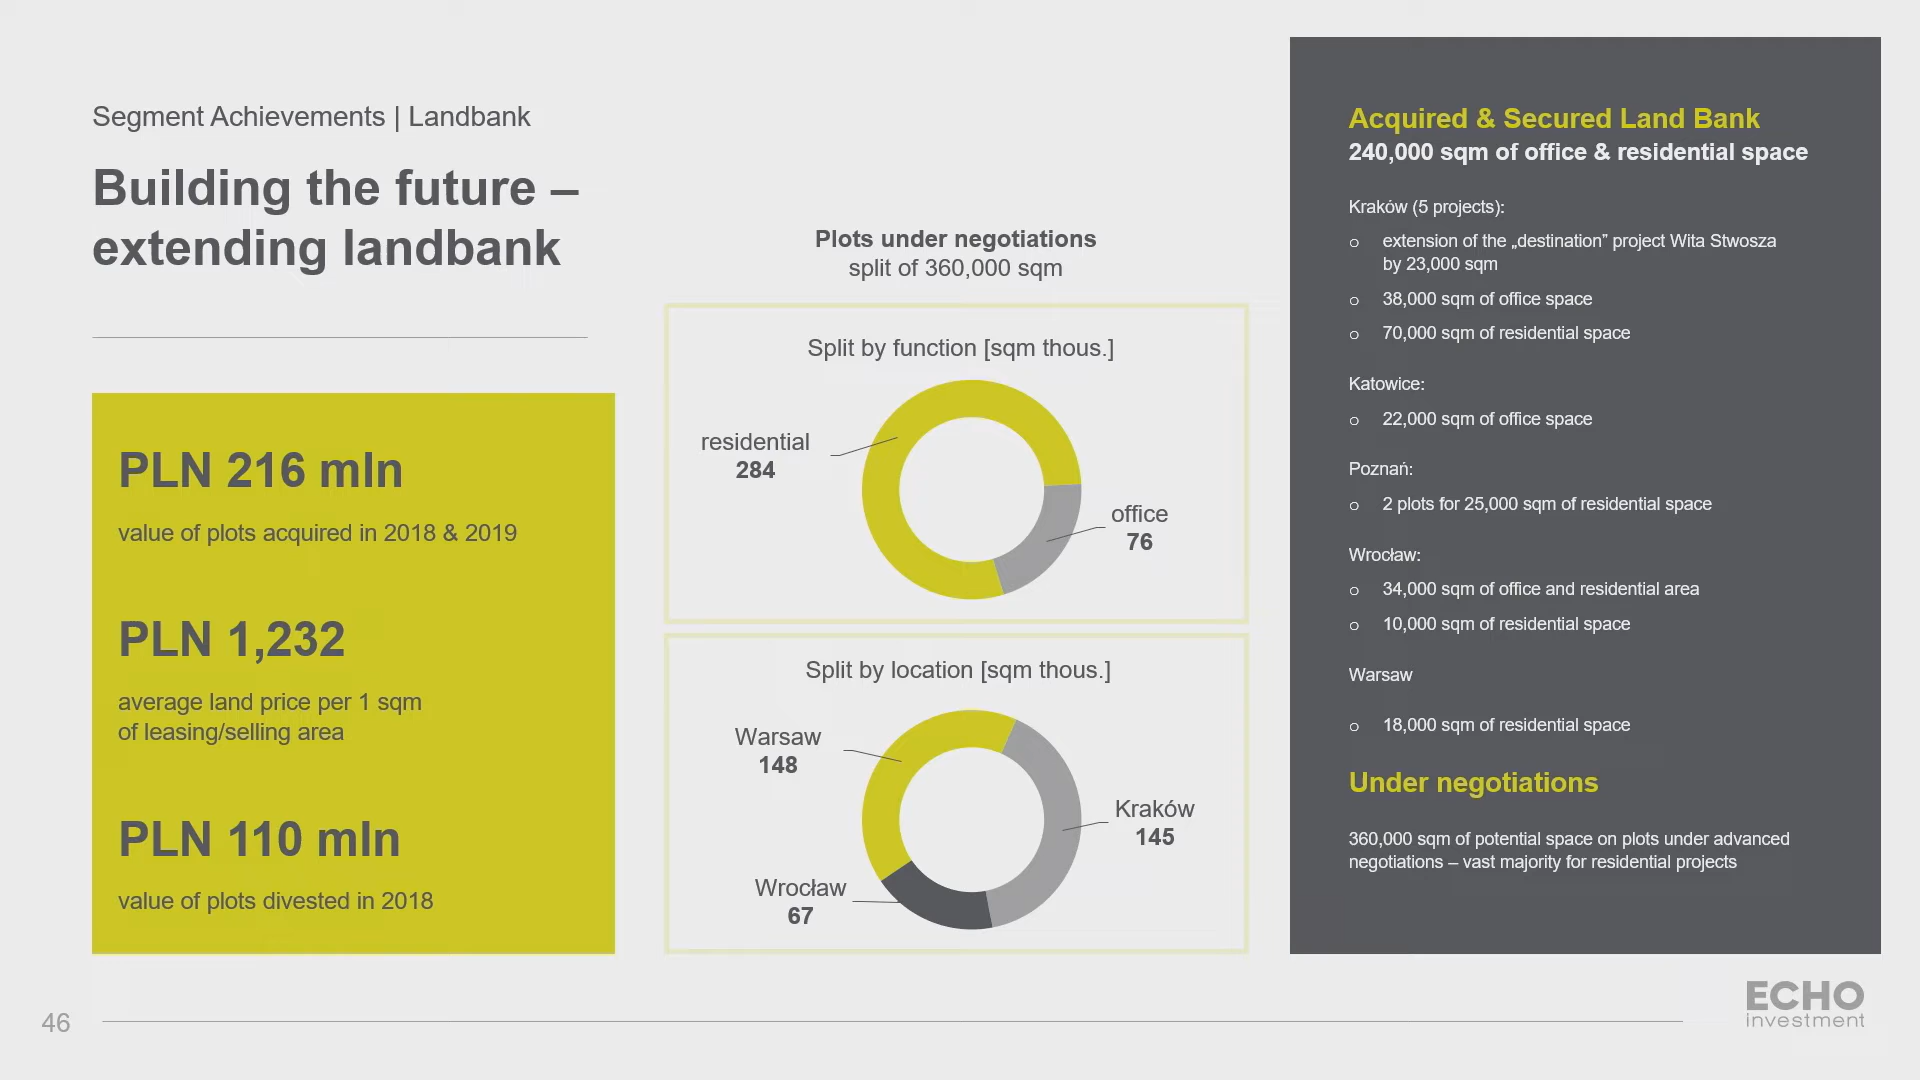 Segment Achievements | Landbank
Building the future –
extending landbank
PLN 216 mln
value of plots acquired in 2018 & 2019
PLN 1,232
average land price per 1 sqm
of leasing/selling area
PLN 110 mln
value of plots divested in 2018
Plots under negotiations
split of 360,000 sqm
Split by function [sqm thous.]
residential
284
office
76
Split by location [sqm thous.]
Warsaw
148
Kraków
145
Wrocław
67
Acquired & Secured Land Bank
240,000 sqm of office & residential space
Kraków (5 projects):
o extension of the „destination” project Wita Stwosza
by 23,000 sqm
o 38,000 sqm of office space
o 70,000 sqm of residential space
Katowice:
o 22,000 sqm of office space
Poznań:
o 2 plots for 25,000 sqm of residential space
Wrocław:
o 34,000 sqm of office and residential area
o 10,000 sqm of residential space
Warsaw
o 18,000 sqm of residential space
Under negotiations
360,000 sqm of potential space on plots under advanced
negotiations – vast majority for residential projects
46
ECHO
investment